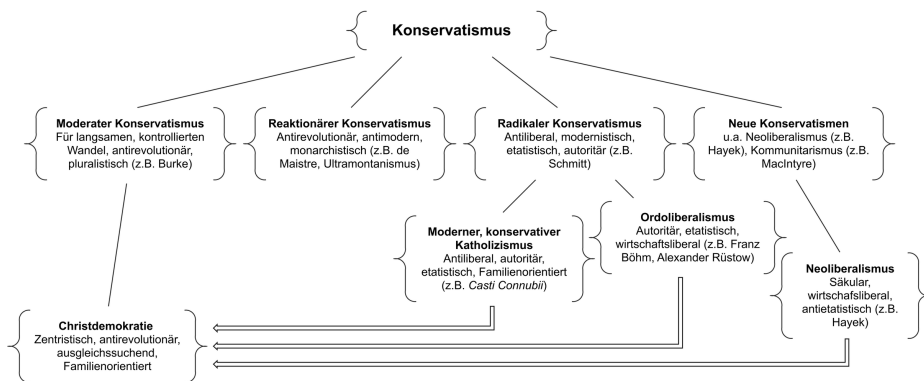 Konservatismus
Moderater Konservatismus
Für langsamen, kontrollierten
Wandel, antirevolutionär,
pluralistisch (z.B. Burke)
Reaktionärer Konservatismus
Antirevolutionär, antimodern,
monarchistisch (z.B. de
Maistre, Ultramontanismus)
Radikaler Konservatismus
Antiliberal, modernistisch,
etatistisch, autoritär (z.B.
Schmitt)
Neue Konservatismen
u.a. Neoliberalismus (z.B.
Hayek), Kommunitarismus (z.B.
MacIntyre)
Moderner, konservativer
Katholizismus
Antiliberal, autoritär,
etatistisch, Familienorientiert
(z.B. Casti Connubii)
Ordoliberalismus
Autoritär, etatistisch,
wirtschaftsliberal (z.B. Franz
Böhm, Alexander Rüstow)
Neoliberalismus
Säkular,
wirtschafsliberal,
antietatistisch (z.B.
Hayek)
Christdemokratie
Zentristisch, antirevolutionär,
ausgleichssuchend,
Familienorientiert